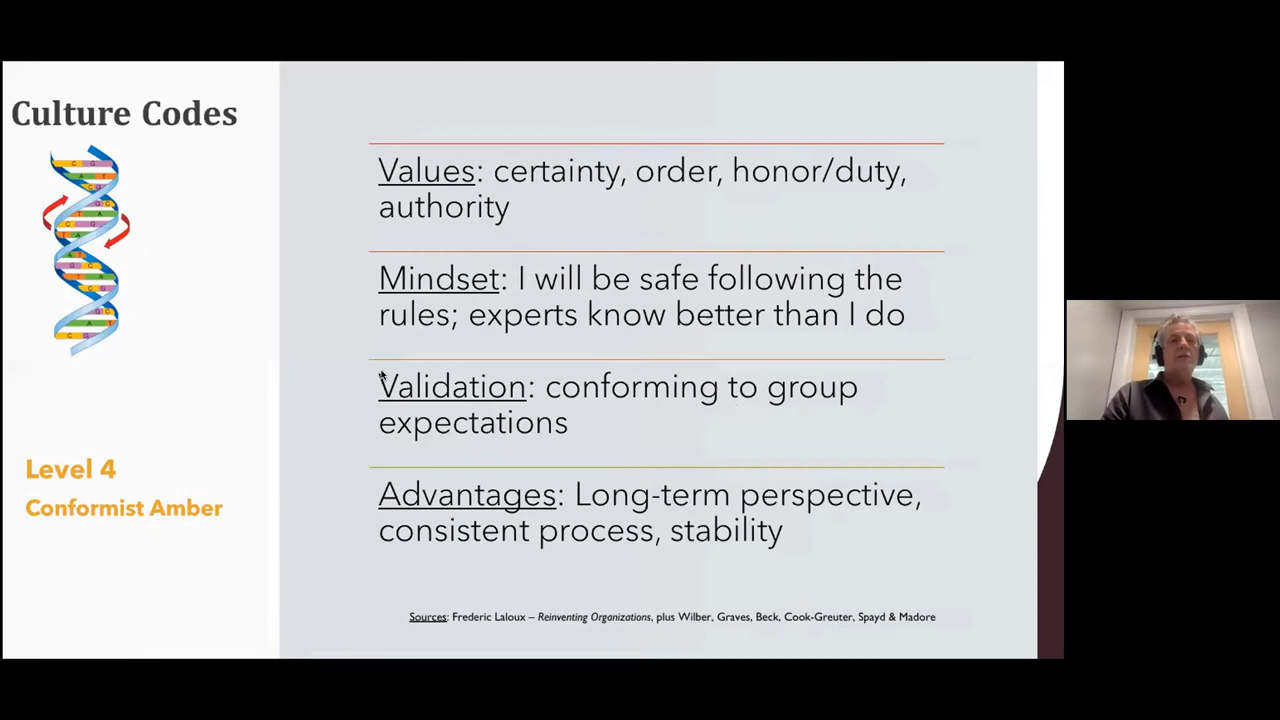 Culture Codes
Values: certainty, order, honor/duty,
authority
Mindset: I will be safe following the
rules; experts know better than I do
Validation: conforming to group
expectations
Level 4
Conformist Amber
Advantages: Long-term perspective,
consistent process, stability
Sources: Frederic Laloux – Reinventing Organizations, plus Wilber, Graves, Beck, Cook-Greuter, Spayd & Madore